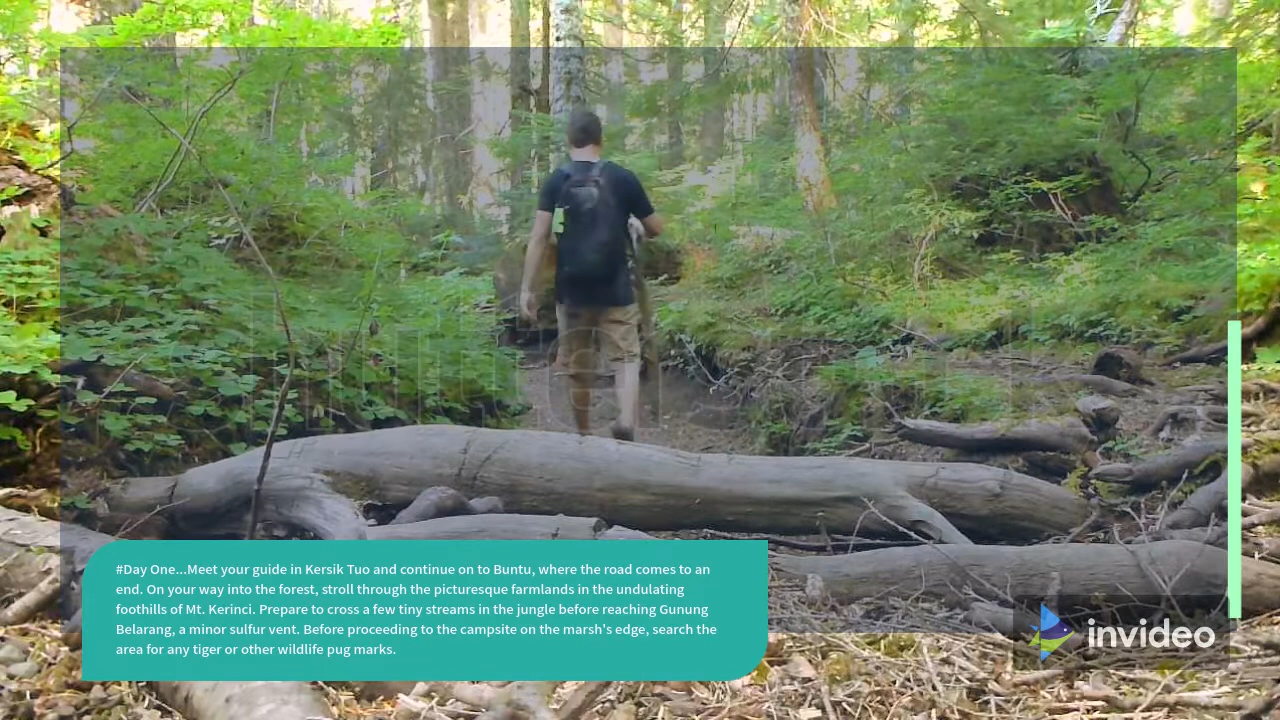 #Day One...Meet your guide in Kersik Tuo and continue on to Buntu, where the road comes to an
end. On your way into the forest, stroll through the picturesque farmlands in the undulating
foothills of Mt. Kerinci. Prepare to cross a few tiny streams in the jungle before reaching Gunung
Belarang, a minor sulfur vent. Before proceeding to the campsite on the marsh's edge, search the
area for any tiger or other wildlife pug marks.
invideo